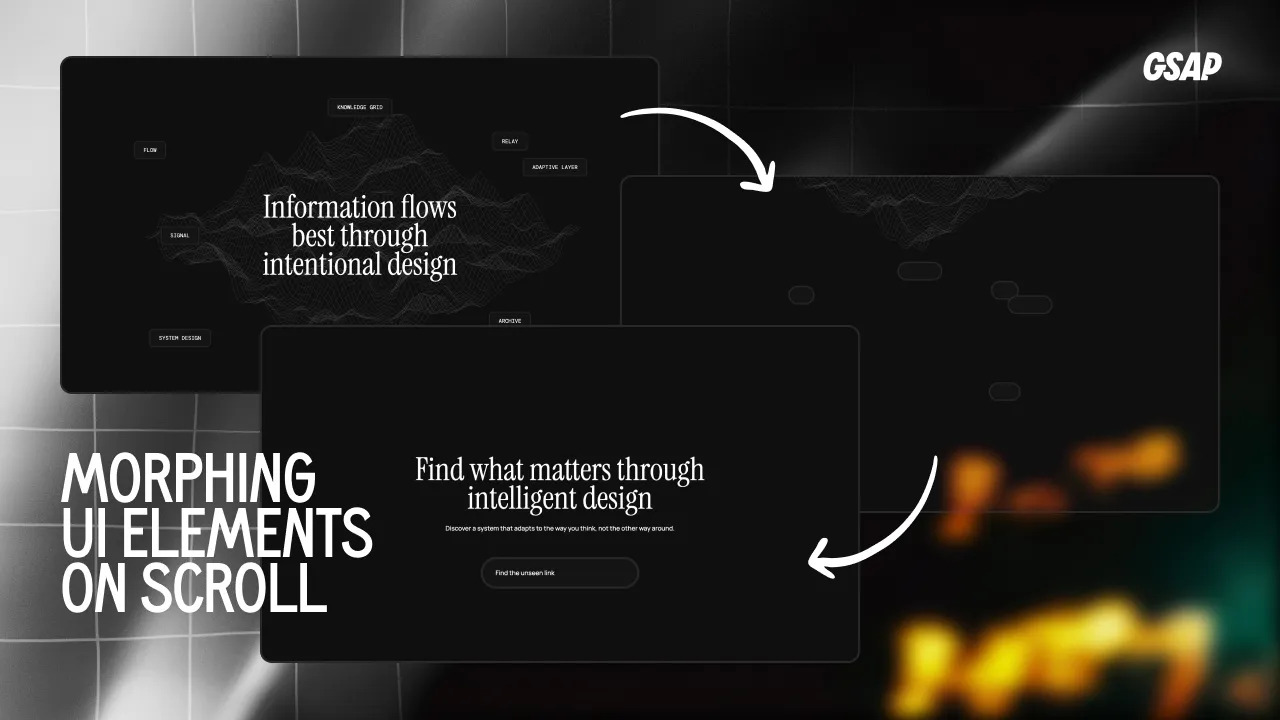 GSAP
KNOWLEDGE GRID
FLOW
RELAY
ADAPTIVE LAYER
Information flows
best through
intentional design
SIGNAL
ARCHIVE
SYSTEM DESIGN
Find what matters through
intelligent design
Discover a system that adapts to the way you think, not the other way around.
Find the unseen link
MORPHING
UI ELEMENTS
ON SCROLL